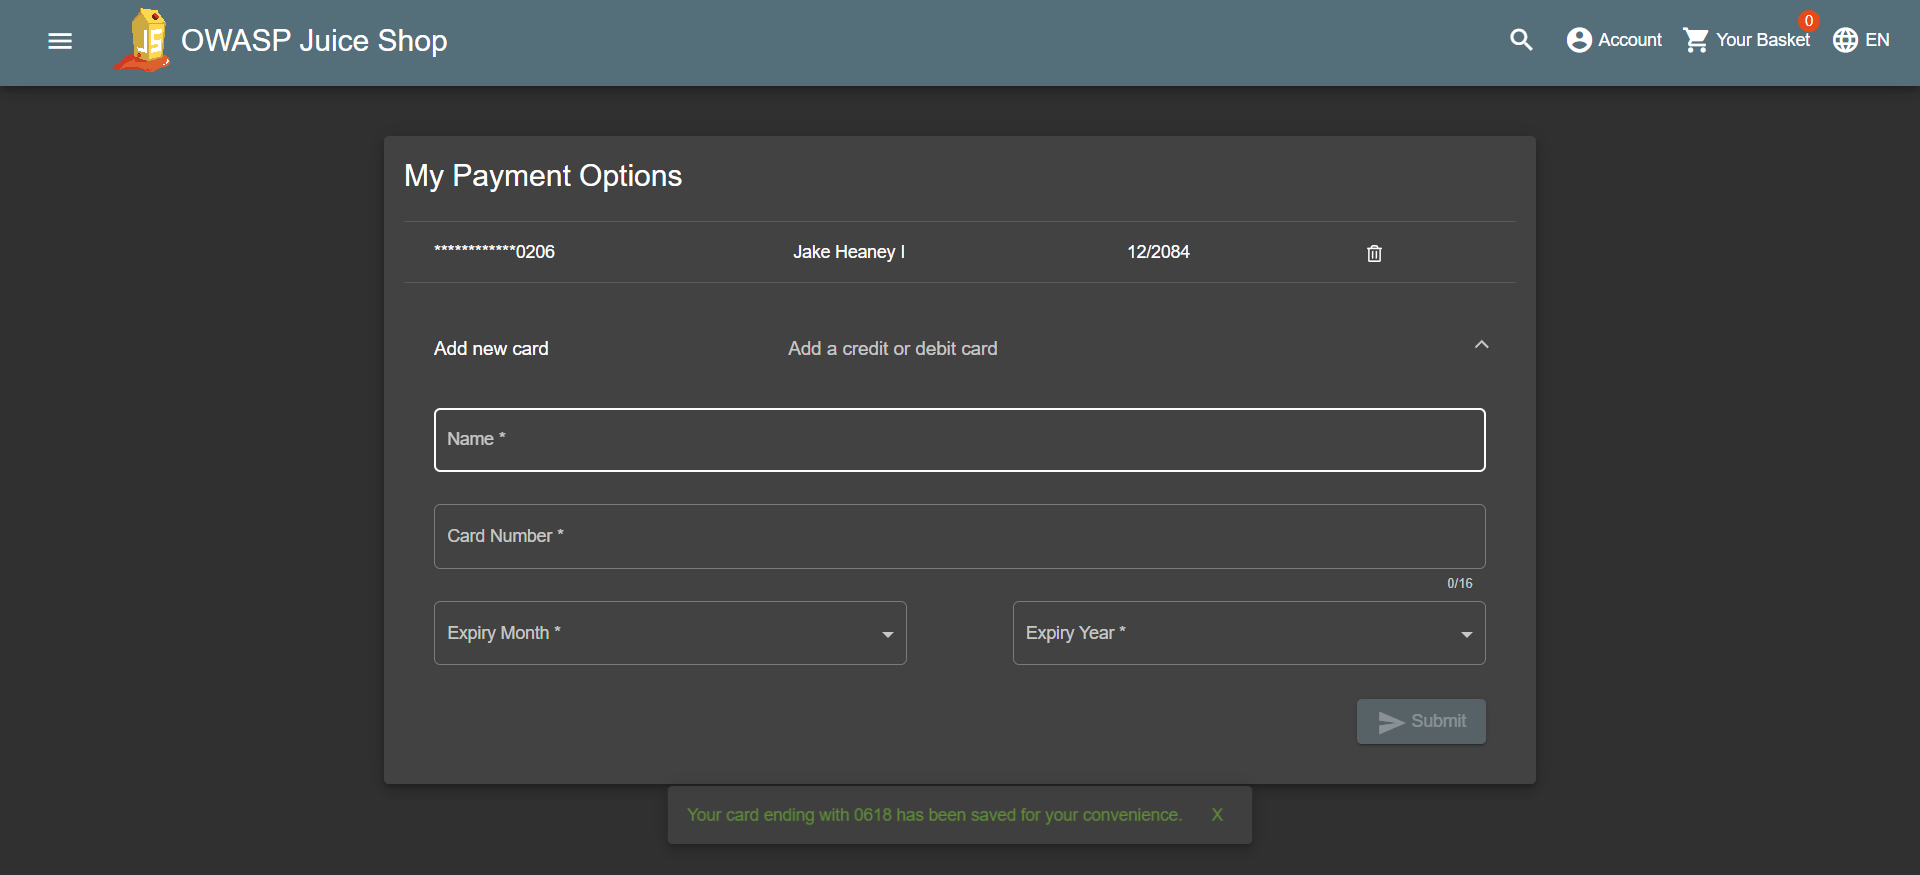 JS OWASP Juice Shop
Account
0
Your Basket
EN
My Payment Options
************0206 Jake Heaney I 12/2084
Add new card Add a credit or debit card
Name *
Card Number *
0/16
Expiry Month * Expiry Year *
Submit
Your card ending with 0618 has been saved for your convenience. X